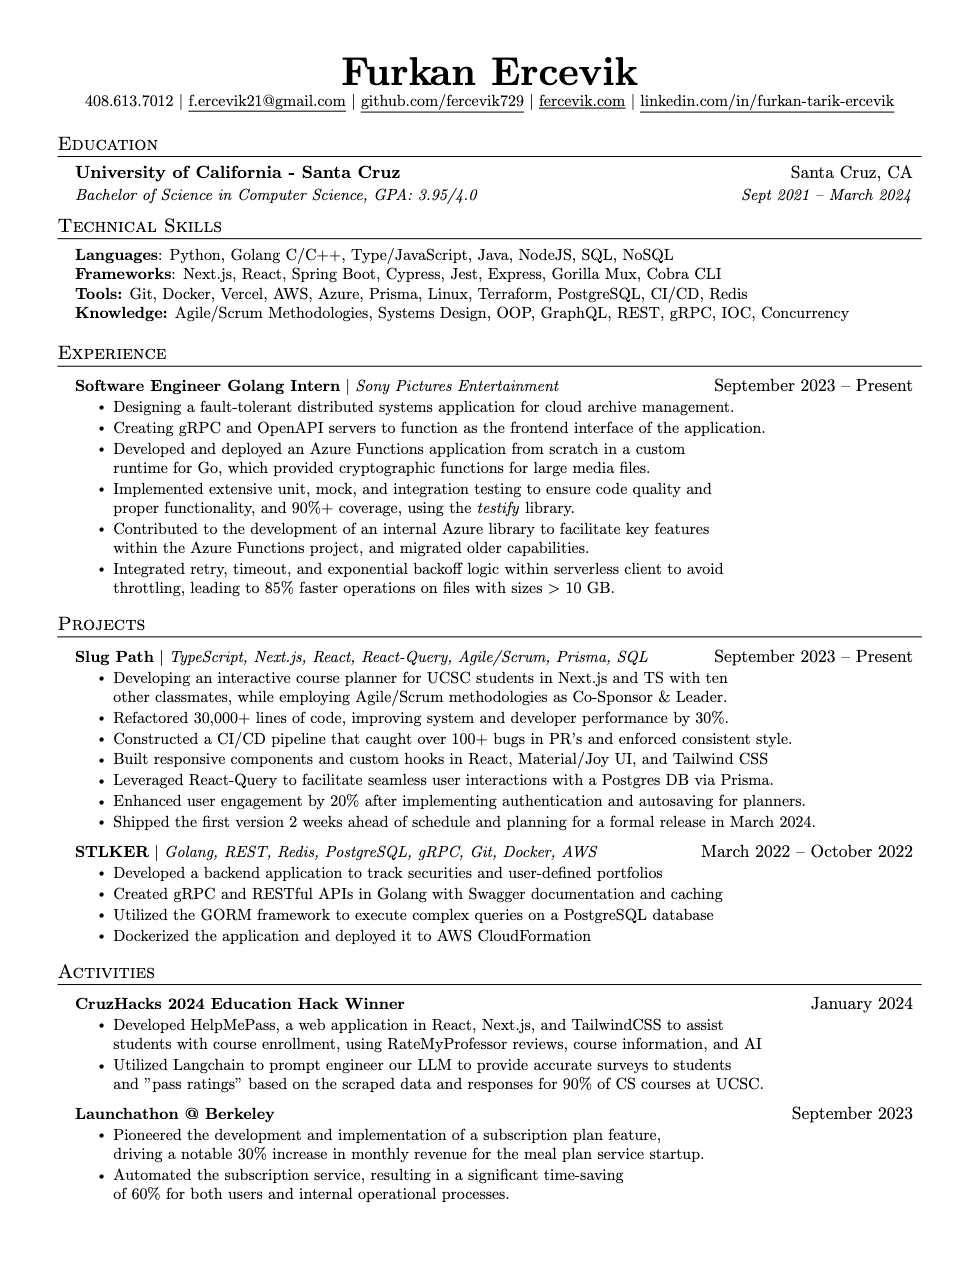 Furkan Ercevik
408.613.7012 | f.ercevik21@gmail.com | github.com/fercevik729 | fercevik.com | linkedin.com/in/furkan-tarik-ercevik
Education
University of California - Santa Cruz Santa Cruz, CA
Bachelor of Science in Computer Science, GPA: 3.95/4.0 Sept 2021 – March 2024
Technical Skills
Languages: Python, Golang C/C++, Type/JavaScript, Java, NodeJS, SQL, NoSQL
Frameworks: Next.js, React, Spring Boot, Cypress, Jest, Express, Gorilla Mux, Cobra CLI
Tools: Git, Docker, Vercel, AWS, Azure, Prisma, Linux, Terraform, PostgreSQL, CI/CD, Redis
Knowledge: Agile/Scrum Methodologies, Systems Design, OOP, GraphQL, REST, gRPC, IOC, Concurrency
Experience
Software Engineer Golang Intern | Sony Pictures Entertainment September 2023 – Present
• Designing a fault-tolerant distributed systems application for cloud archive management.
• Creating gRPC and OpenAPI servers to function as the frontend interface of the application.
• Developed and deployed an Azure Functions application from scratch in a custom
runtime for Go, which provided cryptographic functions for large media files.
• Implemented extensive unit, mock, and integration testing to ensure code quality and
proper functionality, and 90%+ coverage, using the testify library.
• Contributed to the development of an internal Azure library to facilitate key features
within the Azure Functions project, and migrated older capabilities.
• Integrated retry, timeout, and exponential backoff logic within serverless client to avoid
throttling, leading to 85% faster operations on files with sizes > 10 GB.
Projects
Slug Path | TypeScript, Next.js, React, React-Query, Agile/Scrum, Prisma, SQL September 2023 – Present
• Developing an interactive course planner for UCSC students in Next.js and TS with ten
other classmates, while employing Agile/Scrum methodologies as Co-Sponsor & Leader.
• Refactored 30,000+ lines of code, improving system and developer performance by 30%.
• Constructed a CI/CD pipeline that caught over 100+ bugs in PR's and enforced consistent style.
• Built responsive components and custom hooks in React, Material/Joy UI, and Tailwind CSS
• Leveraged React-Query to facilitate seamless user interactions with a Postgres DB via Prisma.
• Enhanced user engagement by 20% after implementing authentication and autosaving for planners.
• Shipped the first version 2 weeks ahead of schedule and planning for a formal release in March 2024.
STLKER | Golang, REST, Redis, PostgreSQL, gRPC, Git, Docker, AWS March 2022 – October 2022
• Developed a backend application to track securities and user-defined portfolios
• Created gRPC and RESTful APIs in Golang with Swagger documentation and caching
• Utilized the GORM framework to execute complex queries on a PostgreSQL database
• Dockerized the application and deployed it to AWS CloudFormation
Activities
CruzHacks 2024 Education Hack Winner January 2024
• Developed HelpMePass, a web application in React, Next.js, and TailwindCSS to assist
students with course enrollment, using RateMyProfessor reviews, course information, and AI
• Utilized Langchain to prompt engineer our LLM to provide accurate surveys to students
and ”pass ratings” based on the scraped data and responses for 90% of CS courses at UCSC.
Launchathon @ Berkeley September 2023
• Pioneered the development and implementation of a subscription plan feature,
driving a notable 30% increase in monthly revenue for the meal plan service startup.
• Automated the subscription service, resulting in a significant time-saving
of 60% for both users and internal operational processes.